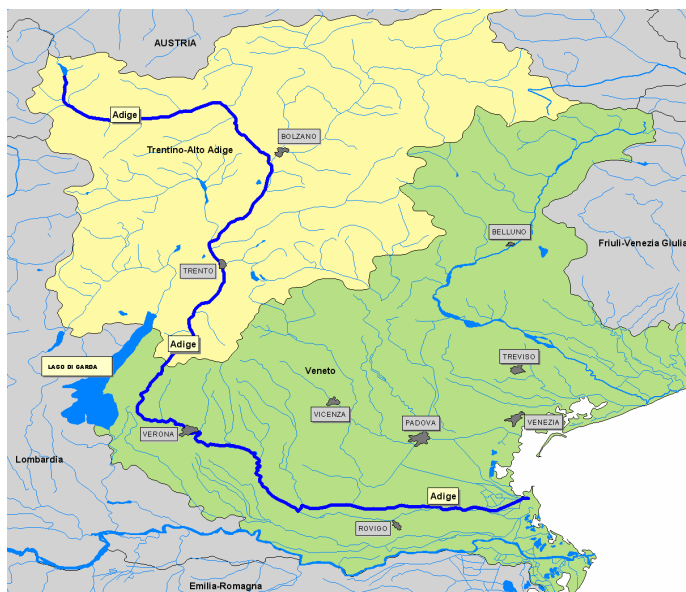 AUSTRIA
Adige
BOLZANO
Trentino-Alto Adige
BELLUNO
Friuli-Venezia Giulia
TRENTO
Adige
TREVISO
LAGO DI GARDA
Veneto
VICENZA
PADOVA
VENEZIA
VERONA
Lombardia
Adige
ROVIGO
Emilia-Romagna